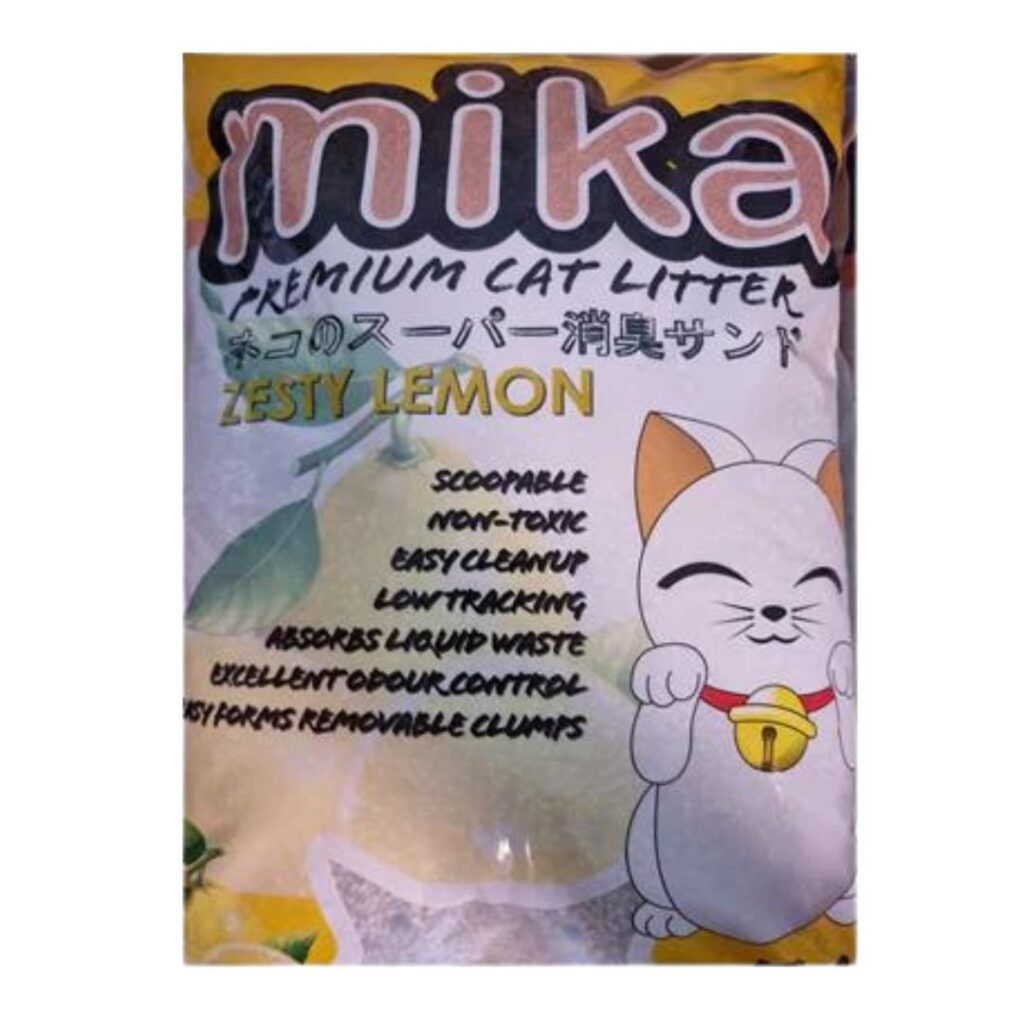 mika
PREMIUM CAT LITTER
ネコのスーパー消臭サンド
ZESTY LEMON
SCOOPABLE
NON-TOXIC
EASY CLEANUP
LOW TRACKING
ABSORBS LIQUID WASTE
EXCELLENT ODOUR CONTROL
FORMS REMOVABLE CLUMPS